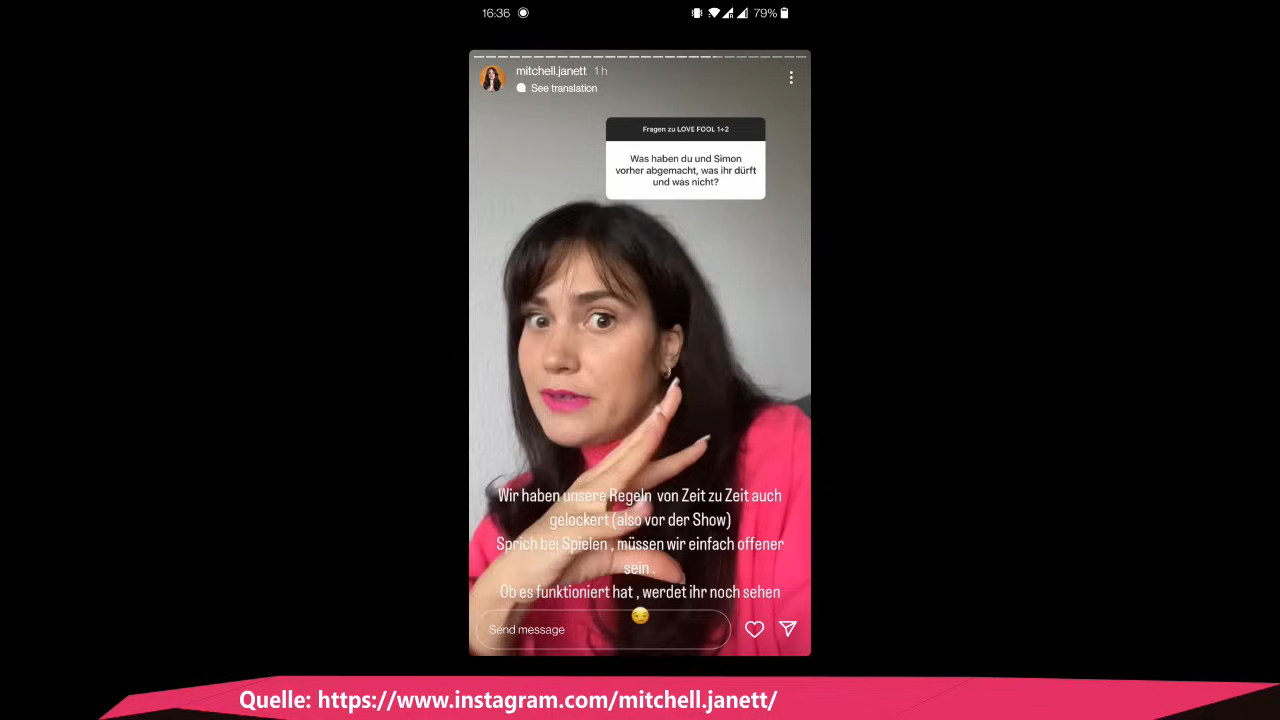 16:36
79%
mitchell.janett 1 h
See translation
Fragen zu LOVE FOOL 1+2
Was haben du und Simon
vorher abgemacht, was ihr dürft
und was nicht?
Wir haben unsere Regeln von Zeit zu Zeit auch
gelockert (also vor der Show)
Sprich bei Spielen , müssen wir einfach offener
sein .
Ob es funktioniert hat , werdet ihr noch sehen
😏
Send message
Quelle: https://www.instagram.com/mitchell.janett/